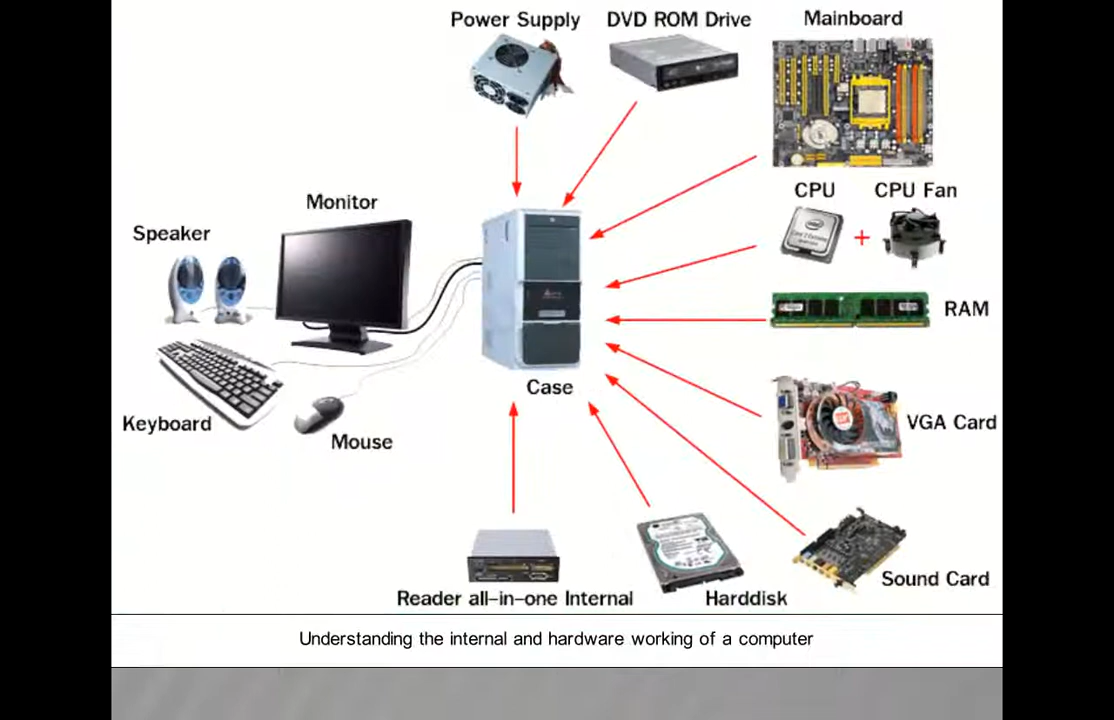 Power Supply
DVD ROM Drive
Mainboard
CPU
CPU Fan
+
Monitor
Speaker
RAM
Case
VGA Card
Keyboard
Mouse
Sound Card
Reader all-in-one Internal
Harddisk
Understanding the internal and hardware working of a computer